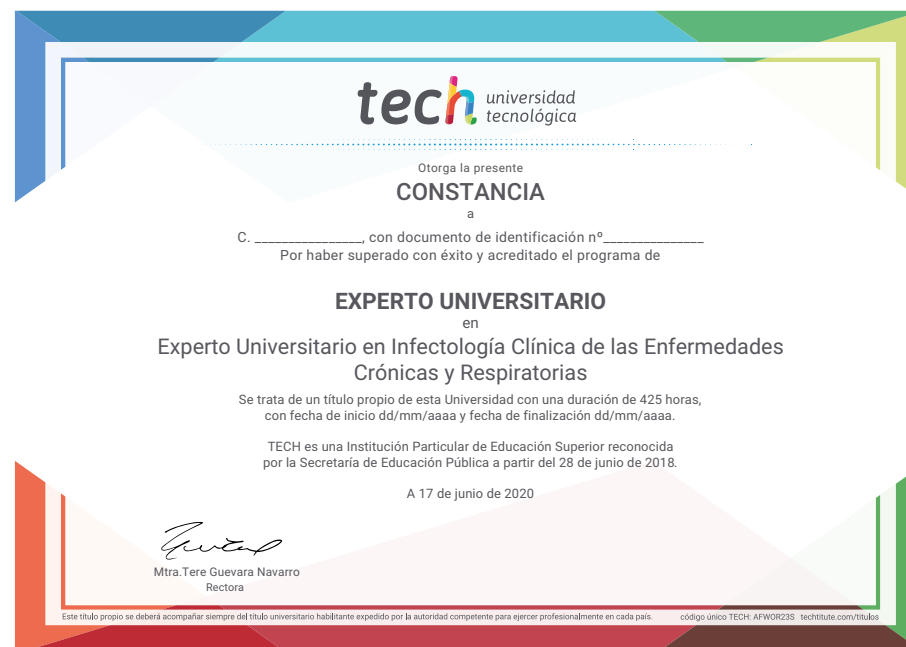 tech universidad
tecnológica
Otorga la presente
CONSTANCIA
a
C. ________________, con documento de identificación nº_______________
Por haber superado con éxito y acreditado el programa de
EXPERTO UNIVERSITARIO
en
Experto Universitario en Infectología Clínica de las Enfermedades
Crónicas y Respiratorias
Se trata de un título propio de esta Universidad con una duración de 425 horas,
con fecha de inicio dd/mm/aaaa y fecha de finalización dd/mm/aaaa.
TECH es una Institución Particular de Educación Superior reconocida
por la Secretaría de Educación Pública a partir del 28 de junio de 2018.
A 17 de junio de 2020
Mtra.Tere Guevara Navarro
Rectora
Este título propio se deberá acompañar siempre del título universitario habilitante expedido por la autoridad competente para ejercer profesionalmente en cada país. código único TECH: AFWOR23S techtitute.com/titulos